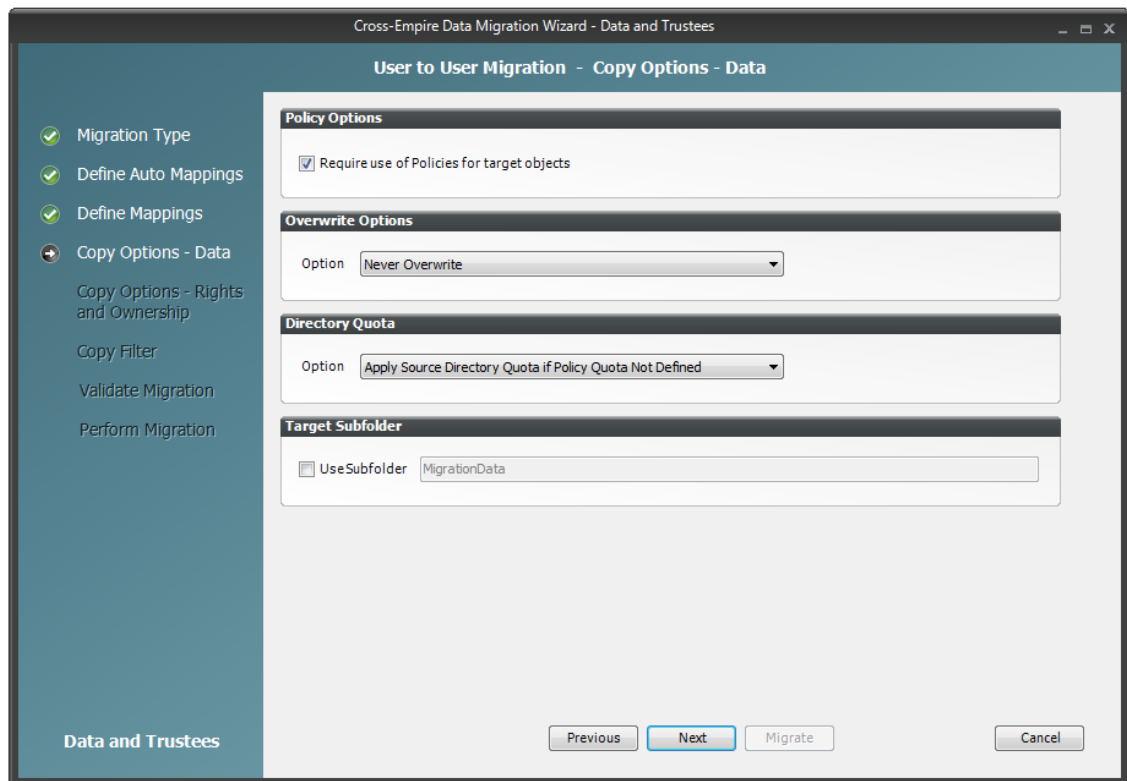 Cross-Empire Data Migration Wizard - Data and Trustees
User to User Migration - Copy Options - Data
Migration Type
Define Auto Mappings
Define Mappings
Copy Options - Data
Copy Options - Rights
and Ownership
Copy Filter
Validate Migration
Perform Migration
Data and Trustees
Policy Options
Require use of Policies for target objects
Overwrite Options
Option Never Overwrite
Directory Quota
Option Apply Source Directory Quota if Policy Quota Not Defined
Target Subfolder
Use Subfolder MigrationData
Previous Next Migrate Cancel